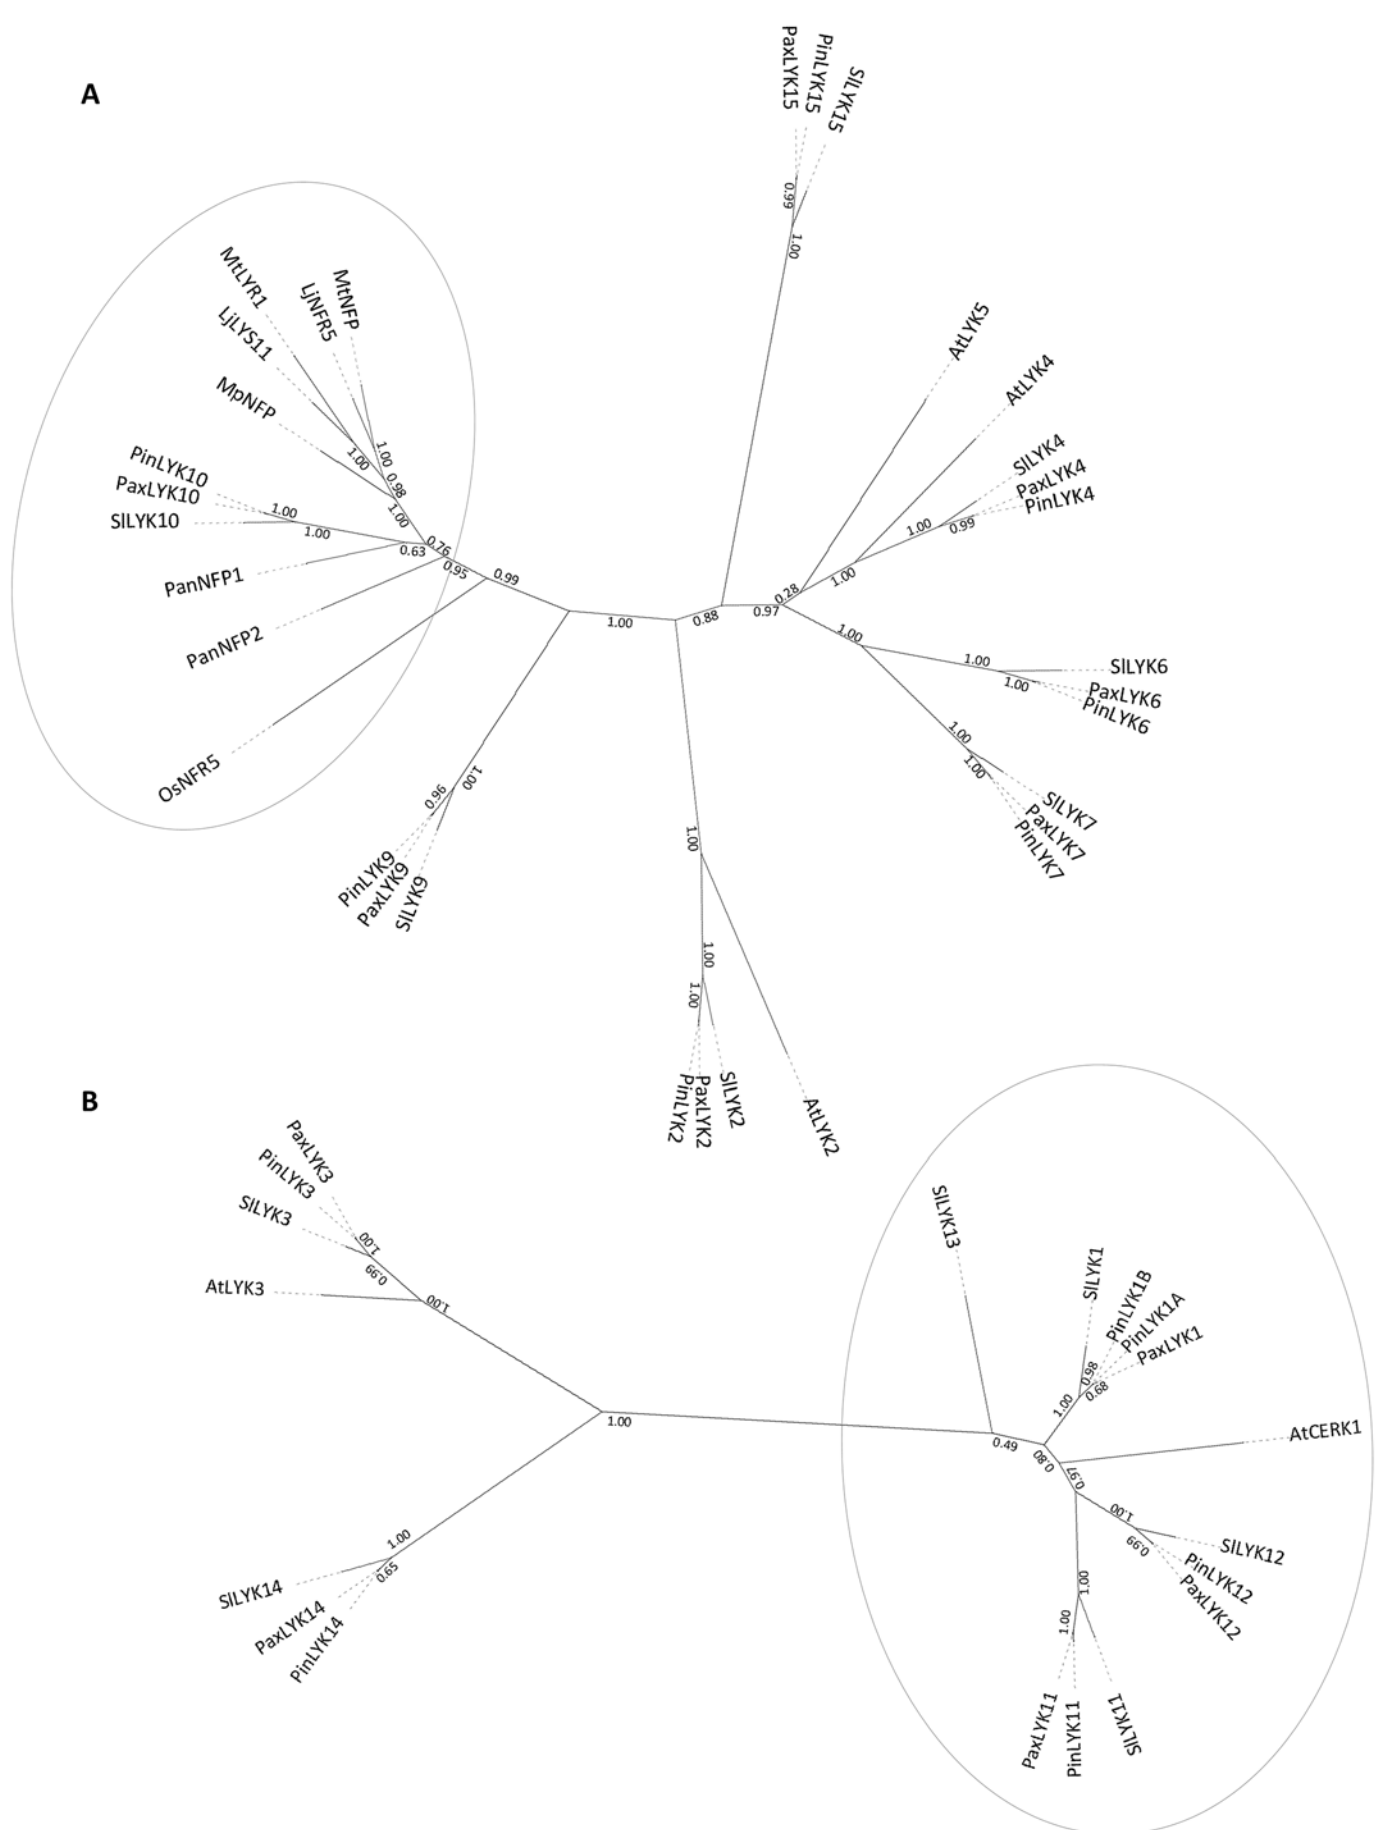 A
PaxLYK15
PinLYK15
SlLYK15
0.99
1.00
MtLYR1
LjLYS11
LjNFR5
MtNFP
MpNFP
1.00
1.00
0.98
1.00
PinLYK10
PaxLYK10
SlLYK10
1.00
1.00
0.63
0.76
0.95
0.99
PanNFP1
PanNFP2
OsNFR5
1.00
0.88
0.97
0.28
AtLYK5
AtLYK4
SlLYK4
PaxLYK4
PinLYK4
1.00
0.99
1.00
1.00
1.00
1.00
SlLYK6
PaxLYK6
PinLYK6
1.00
1.00
SlLYK7
PaxLYK7
PinLYK7
0.96
1.00
PinLYK9
PaxLYK9
SlLYK9
1.00
1.00
1.00
PinLYK2
PaxLYK2
SlLYK2
AtLYK2
B
PaxLYK3
PinLYK3
SlLYK3
AtLYK3
1.00
0.99
1.00
1.00
1.00
0.65
SlLYK14
PaxLYK14
PinLYK14
SlLYK13
SlLYK1
PinLYK1B
PinLYK1A
PaxLYK1
0.98
0.68
1.00
0.49
0.80
0.97
AtCERK1
1.00
0.99
SlLYK12
PinLYK12
PaxLYK12
1.00
1.00
PaxLYK11
PinLYK11
SlLYK11